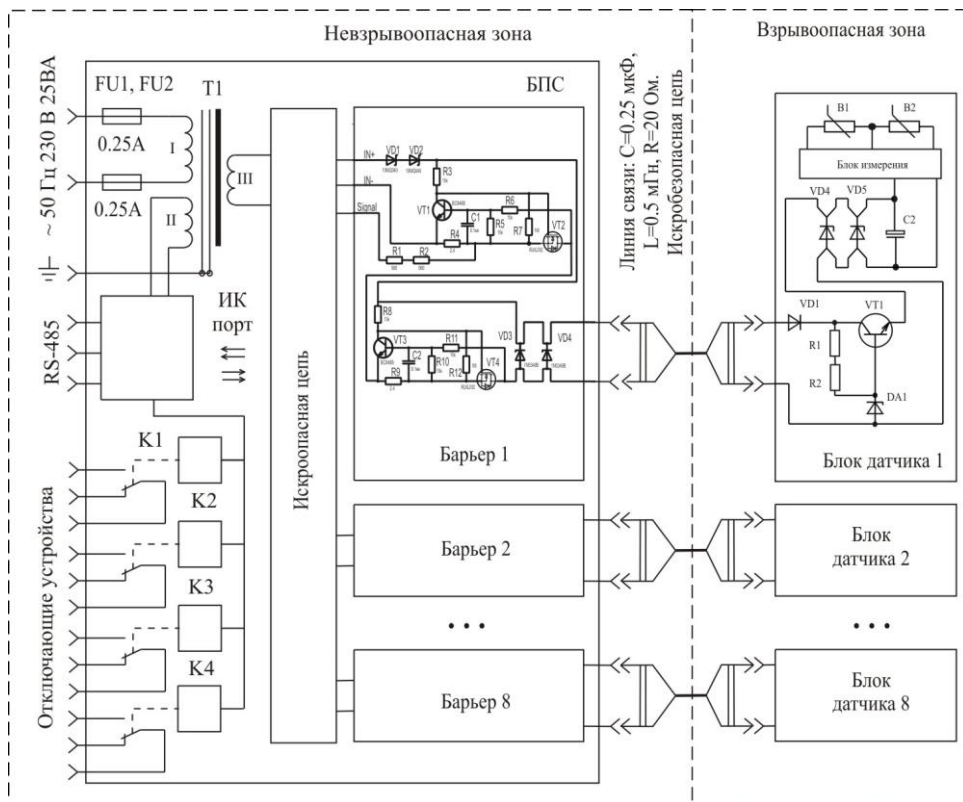 Невзрывоопасная зона
Взрывоопасная зона
~ 50 Гц 230 В 25ВА
FU1, FU2
T1
0.25А
0.25А
I
II
III
БПС
Искроопасная цепь
IN+
IN-
Signal
VD1
VD2
R3
VT1
C1
R6
R5
R7
VT2
R4
R1
R2
R8
VT3
C2
R11
R10
R12
VT4
R9
VD3
VD4
Барьер 1
Линия связи: C=0.25 мкФ,
L=0.5 мГн, R=20 Ом.
Искробезопасная цепь
B1
B2
Блок измерения
VD4
VD5
C2
VD1
VT1
R1
R2
DA1
Блок датчика 1
RS-485
ИК
порт
Отключающие устройства
K1
K2
K3
K4
Барьер 2
Блок
датчика 2
• • •
• • •
Барьер 8
Блок
датчика 8